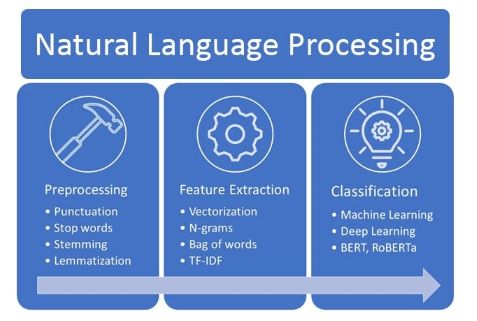 Natural Language Processing
Preprocessing
• Punctuation
• Stop words
• Stemming
• Lemmatization
Feature Extraction
• Vectorization
• N-grams
• Bag of words
• TF-IDF
Classification
• Machine Learning
• Deep Learning
• BERT, RoBERTa